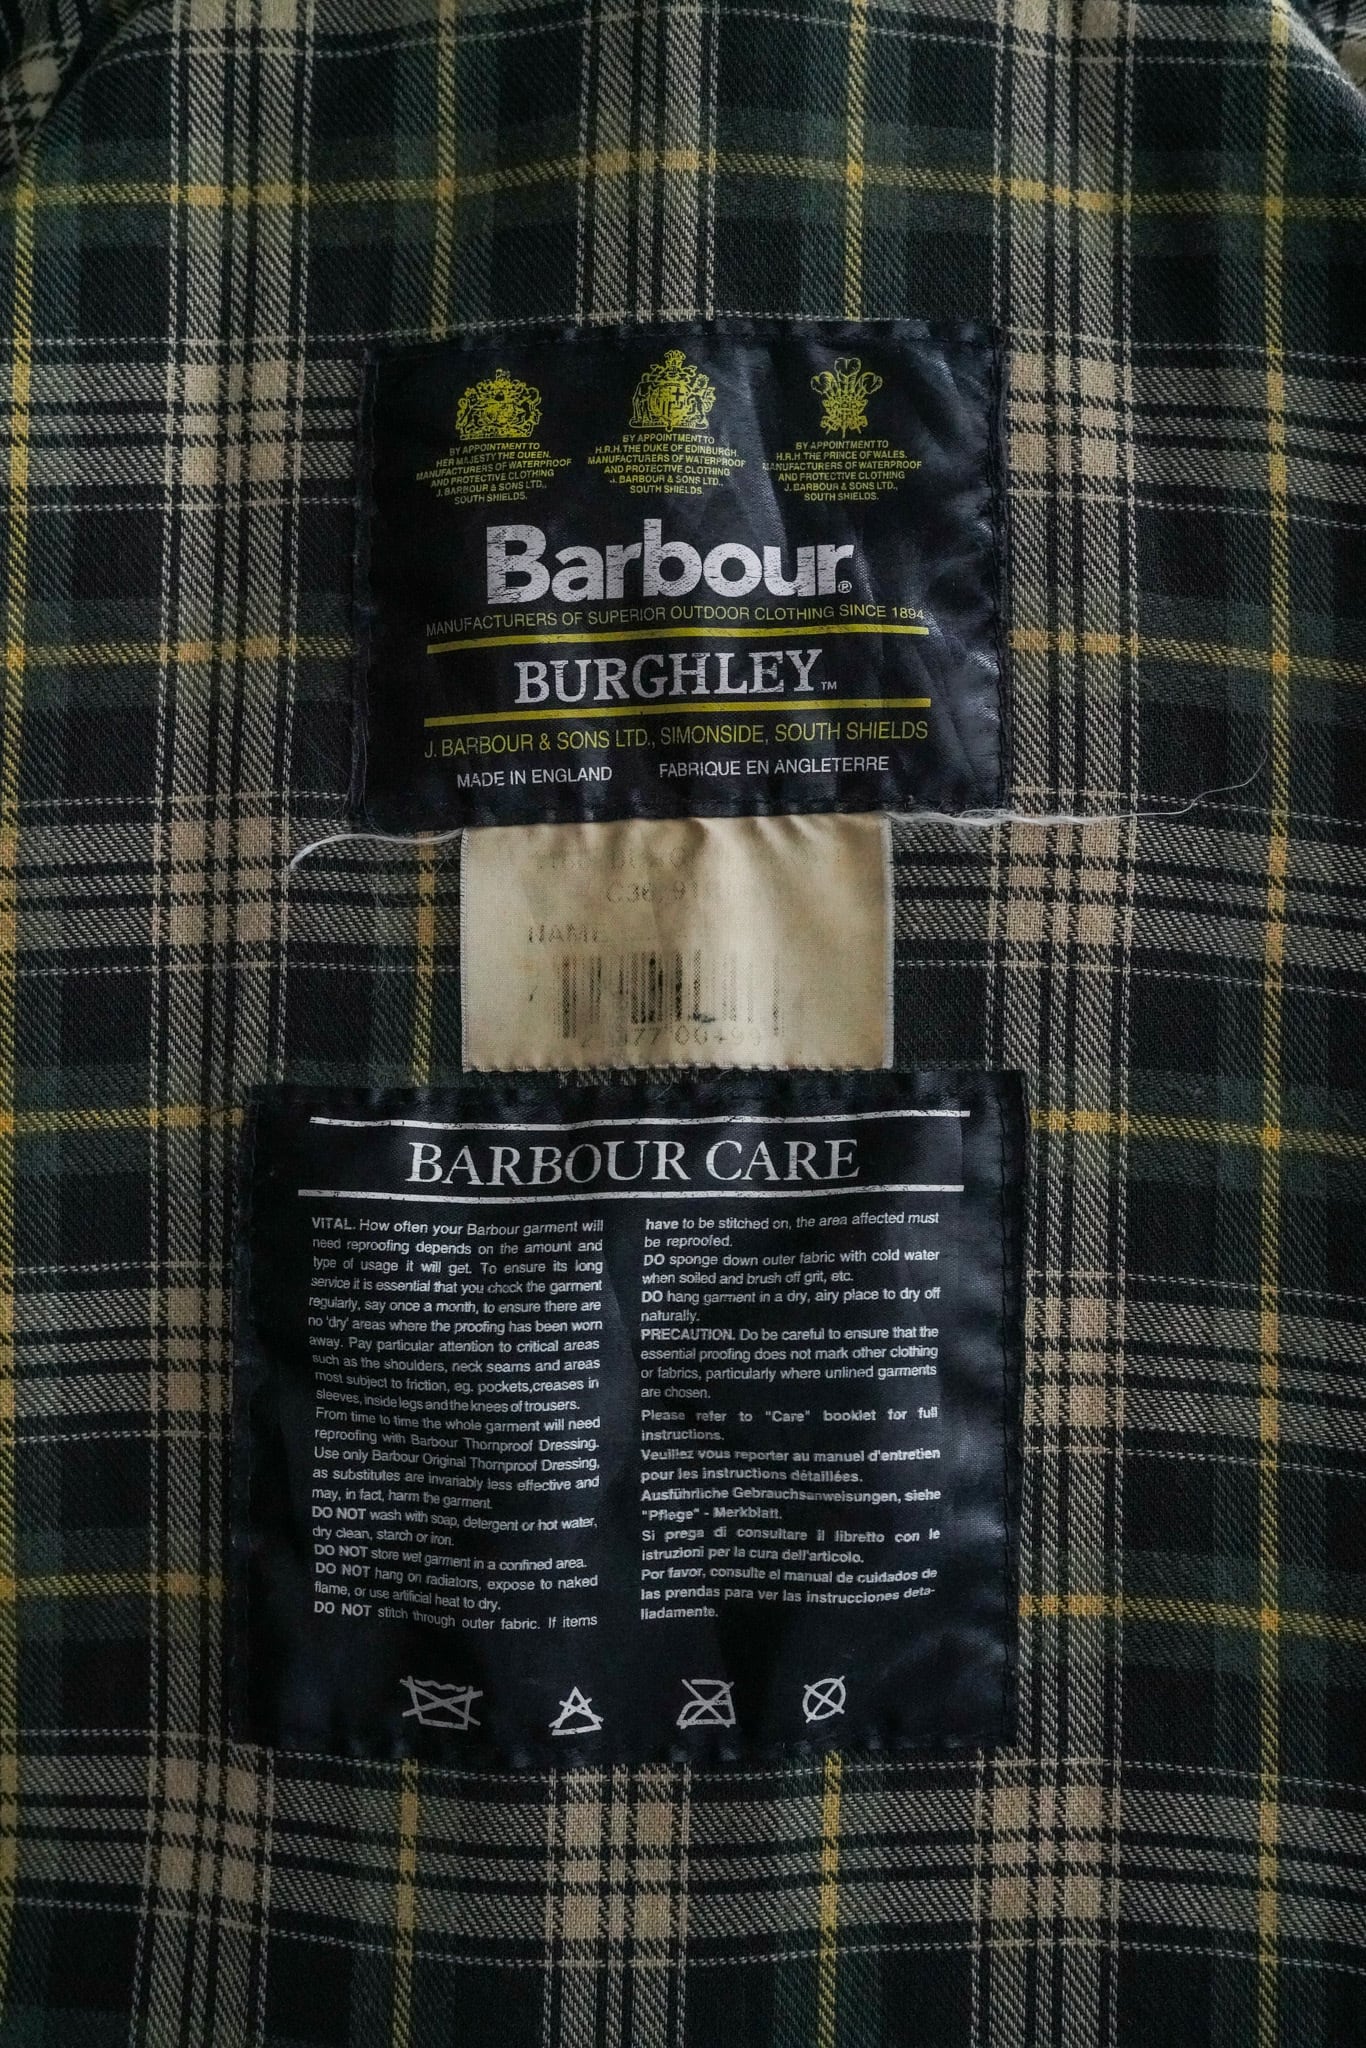 BY APPOINTMENT TO
HER MAJESTY THE QUEEN.
MANUFACTURERS OF WATERPROOF
AND PROTECTIVE CLOTHING
J. BARBOUR & SONS LTD.,
SOUTH SHIELDS.
BY APPOINTMENT TO
H.R.H. THE DUKE OF EDINBURGH.
MANUFACTURERS OF WATERPROOF
AND PROTECTIVE CLOTHING
J. BARBOUR & SONS LTD.,
SOUTH SHIELDS.
BY APPOINTMENT TO
H.R.H THE PRINCE OF WALES.
MANUFACTURERS OF WATERPROOF
AND PROTECTIVE CLOTHING
J. BARBOUR & SONS LTD.,
SOUTH SHIELDS.
Barbour®
MANUFACTURERS OF SUPERIOR OUTDOOR CLOTHING SINCE 1894
BURGHLEY™
J. BARBOUR & SONS LTD., SIMONSIDE, SOUTH SHIELDS
MADE IN ENGLAND FABRIQUE EN ANGLETERRE
NAME
BARBOUR CARE
VITAL. How often your Barbour garment will
need reproofing depends on the amount and
type of usage it will get. To ensure its long
service it is essential that you check the garment
regularly, say once a month, to ensure there are
no 'dry' areas where the proofing has been worn
away. Pay particular attention to critical areas
such as the shoulders, neck seams and areas
most subject to friction, eg. pockets,creases in
sleeves, inside legs and the knees of trousers.
From time to time the whole garment will need
reproofing with Barbour Thornproof Dressing.
Use only Barbour Original Thornproof Dressing,
as substitutes are invariably less effective and
may, in fact, harm the garment.
DO NOT wash with soap, detergent or hot water,
dry clean, starch or iron.
DO NOT store wet garment in a confined area.
DO NOT hang on radiators, expose to naked
flame, or use artificial heat to dry.
DO NOT stitch through outer fabric. If items
have to be stitched on, the area affected must
be reproofed.
DO sponge down outer fabric with cold water
when soiled and brush off grit, etc.
DO hang garment in a dry, airy place to dry off
naturally.
PRECAUTION. Do be careful to ensure that the
essential proofing does not mark other clothing
or fabrics, particularly where unlined garments
are chosen.
Please refer to "Care" booklet for full
instructions.
Veuillez vous reporter au manuel d'entretien
pour les instructions détaillées.
Ausführliche Gebrauchsanweisungen, siehe
"Pflege" - Merkblatt.
Si prega di consultare il libretto con le
istruzioni per la cura dell'articolo.
Por favor, consulte el manual de cuidados de
las prendas para ver las instrucciones deta-
lladamente.